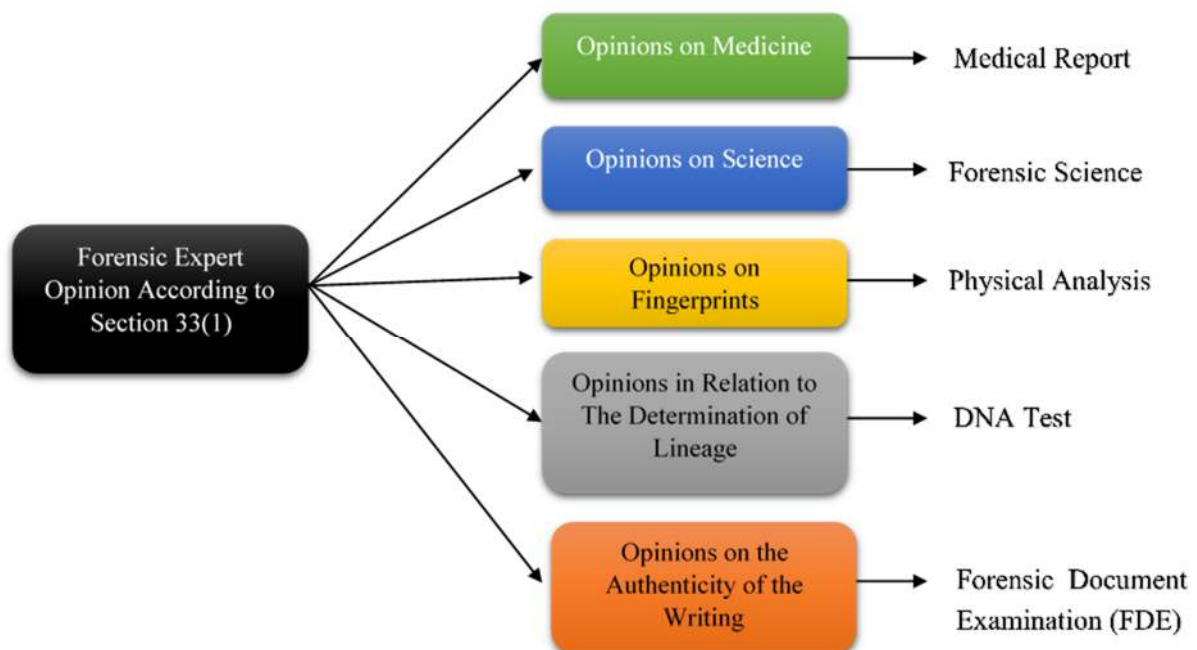 Forensic Expert
Opinion According to
Section 33(1)
Opinions on Medicine
Medical Report
Opinions on Science
Forensic Science
Opinions on
Fingerprints
Physical Analysis
Opinions in Relation to
The Determination of
Lineage
DNA Test
Opinions on the
Authenticity of the
Writing
Forensic Document
Examination (FDE)